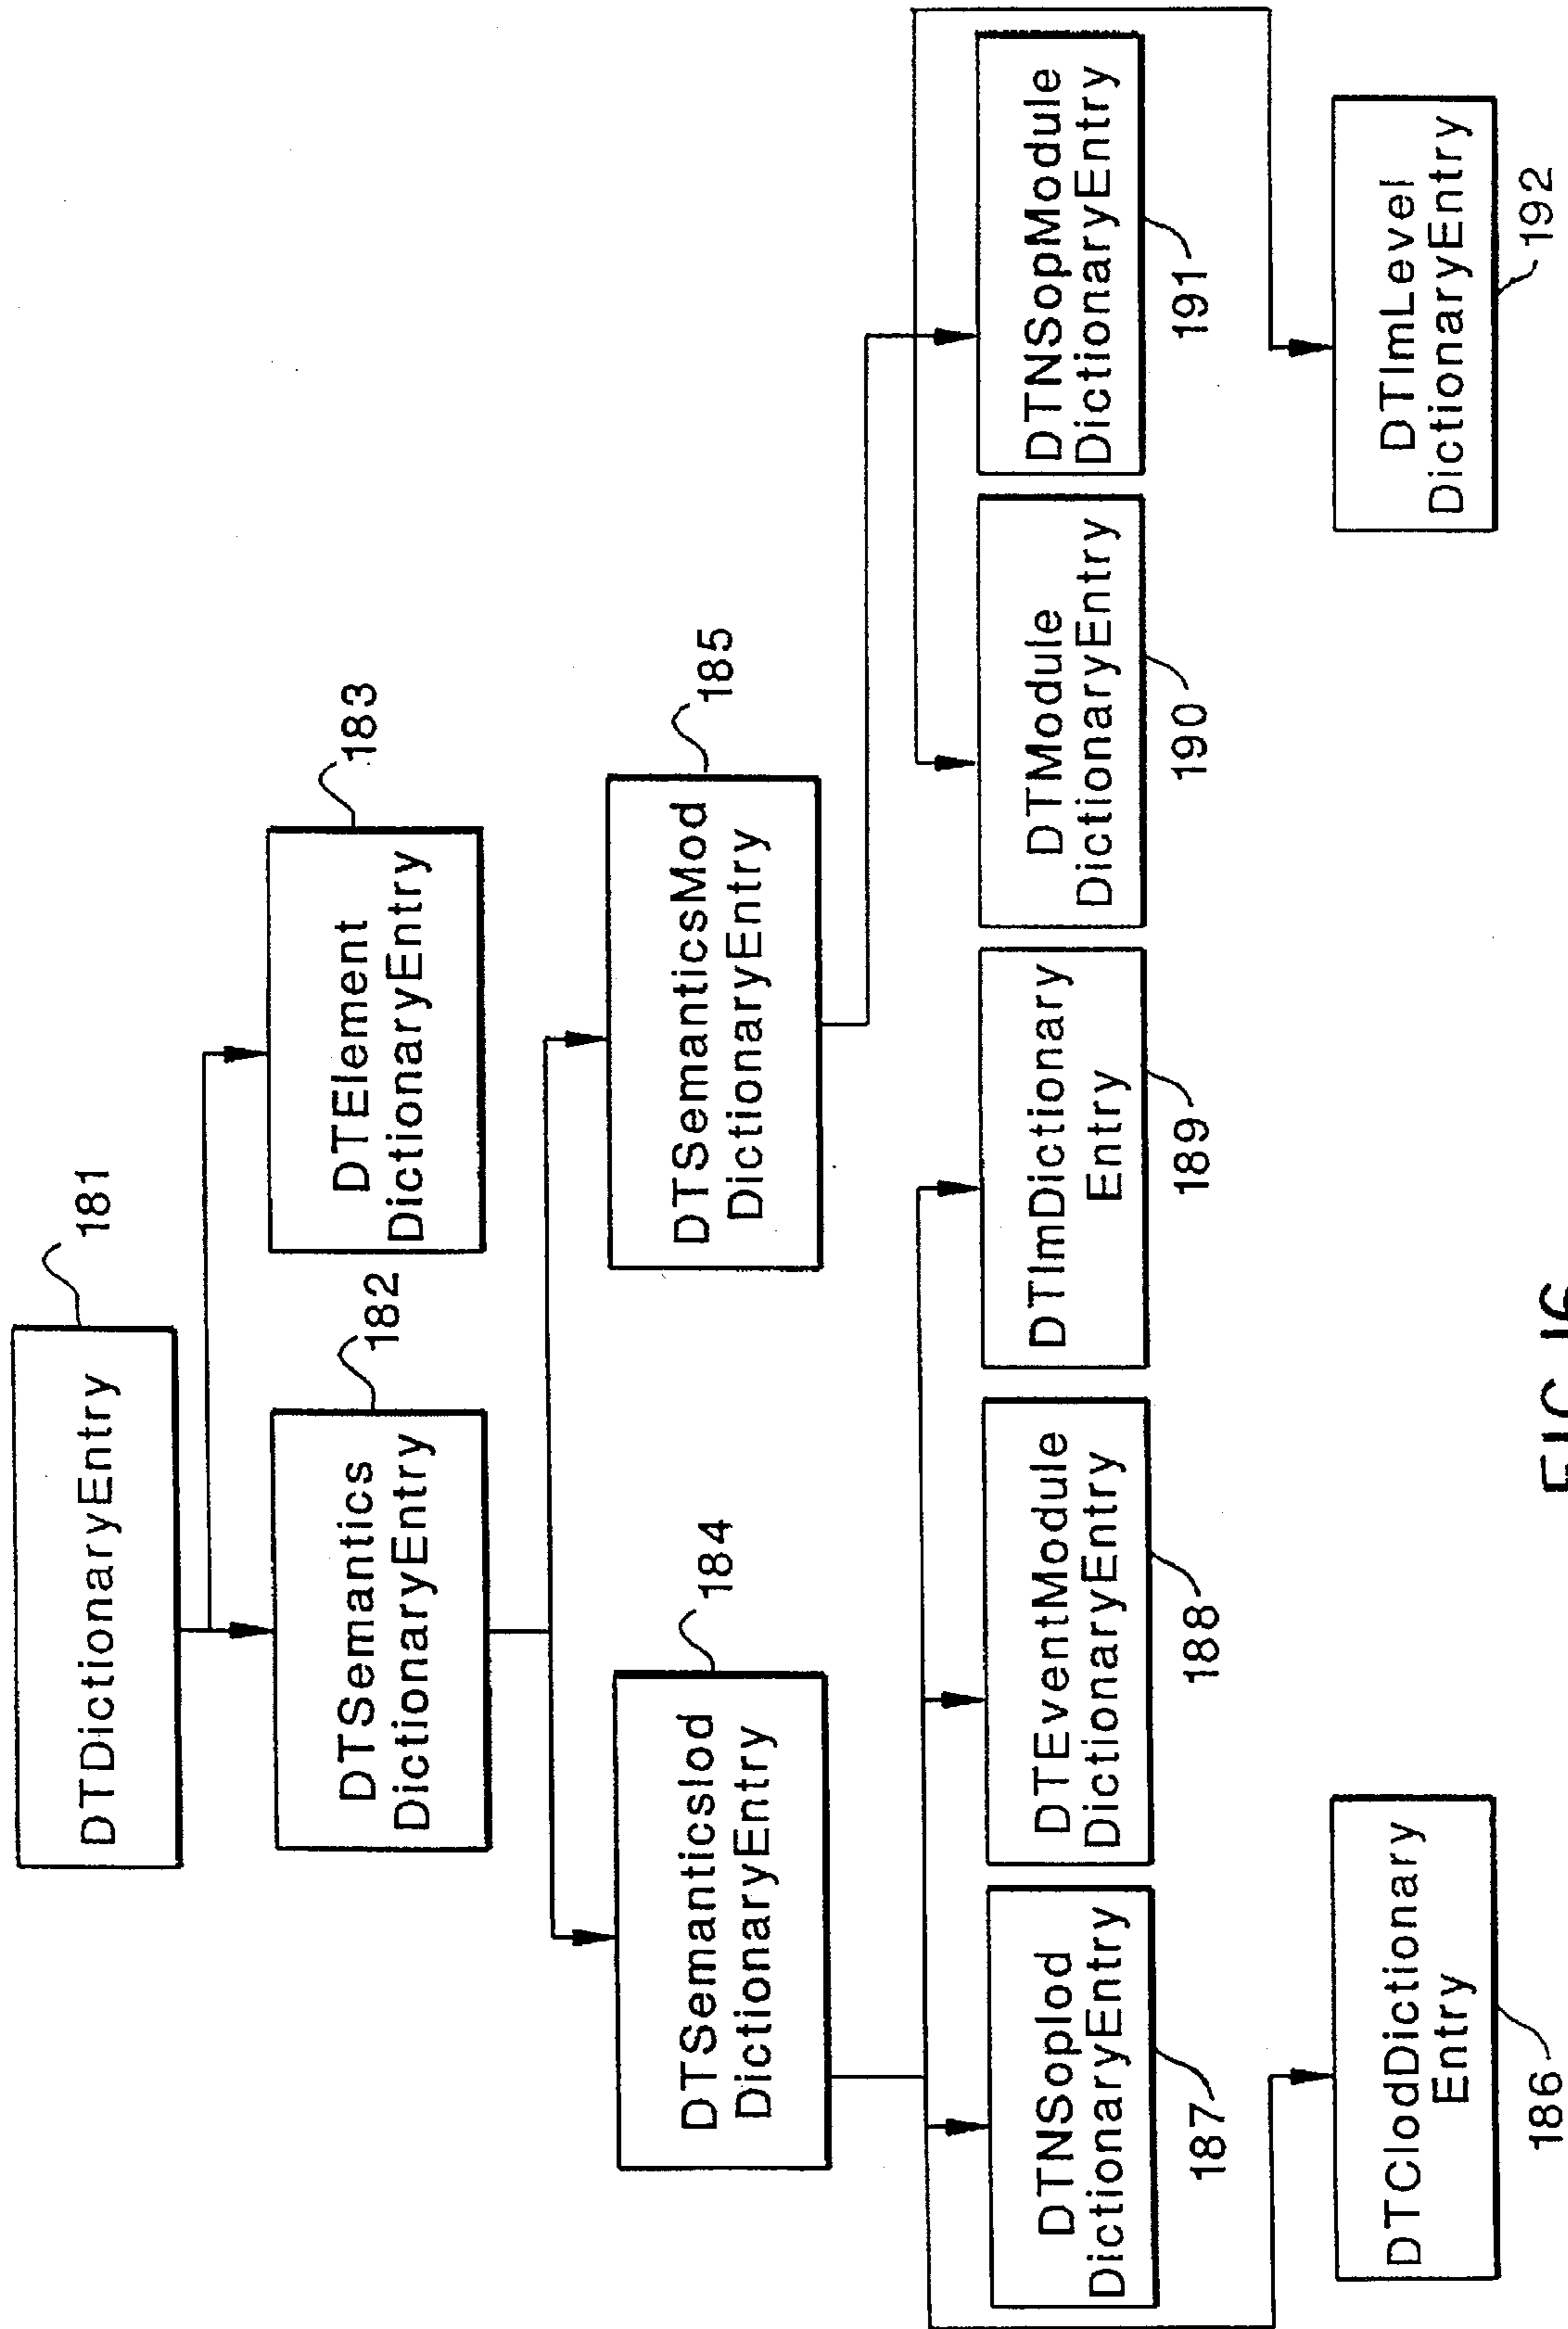 DTDictionaryEntry
181
DTSemantics
DictionaryEntry
182
DTElement
DictionaryEntry
183
DTSemanticsIod
DictionaryEntry
184
DTSemanticsMod
DictionaryEntry
185
DTNSopIod
DictionaryEntry
187
DTEventModule
DictionaryEntry
188
DTImDictionary
Entry
189
DTModule
DictionaryEntry
190
DTNSopModule
DictionaryEntry
191
DTCIodDictionary
Entry
186
DTImLevel
DictionaryEntry
192
FIG. 16